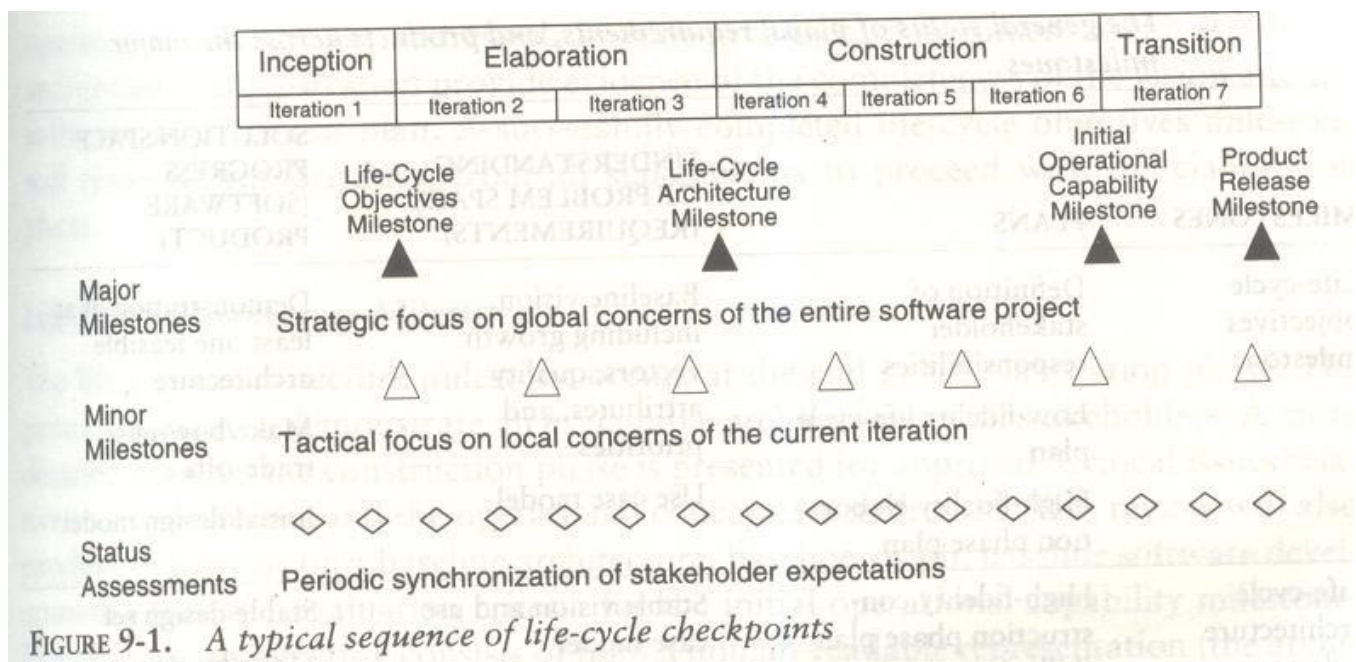 Inception Elaboration Construction Transition
Iteration 1 Iteration 2 Iteration 3 Iteration 4 Iteration 5 Iteration 6 Iteration 7
Life-Cycle
Objectives
Milestone
Life-Cycle
Architecture
Milestone
Initial
Operational
Capability
Milestone
Product
Release
Milestone
Major
Milestones
Strategic focus on global concerns of the entire software project
Minor
Milestones
Tactical focus on local concerns of the current iteration
Status
Assessments
Periodic synchronization of stakeholder expectations
FIGURE 9-1. A typical sequence of life-cycle checkpoints